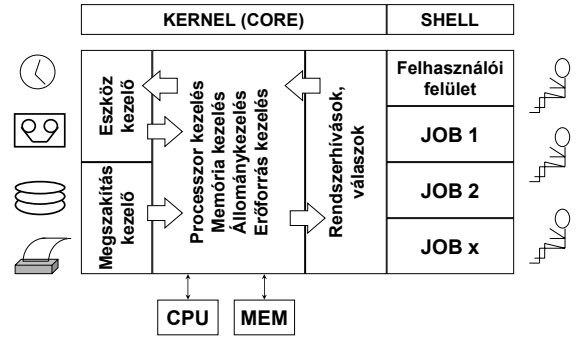 KERNEL (CORE)
SHELL
Eszköz
kezelő
Megszakítás
kezelő
Processzor kezelés
Memória kezelés
Állománykezelés
Erőforrás kezelés
Rendszerhívások,
válaszok
Felhasználói
felület
JOB 1
JOB 2
JOB x
CPU
MEM